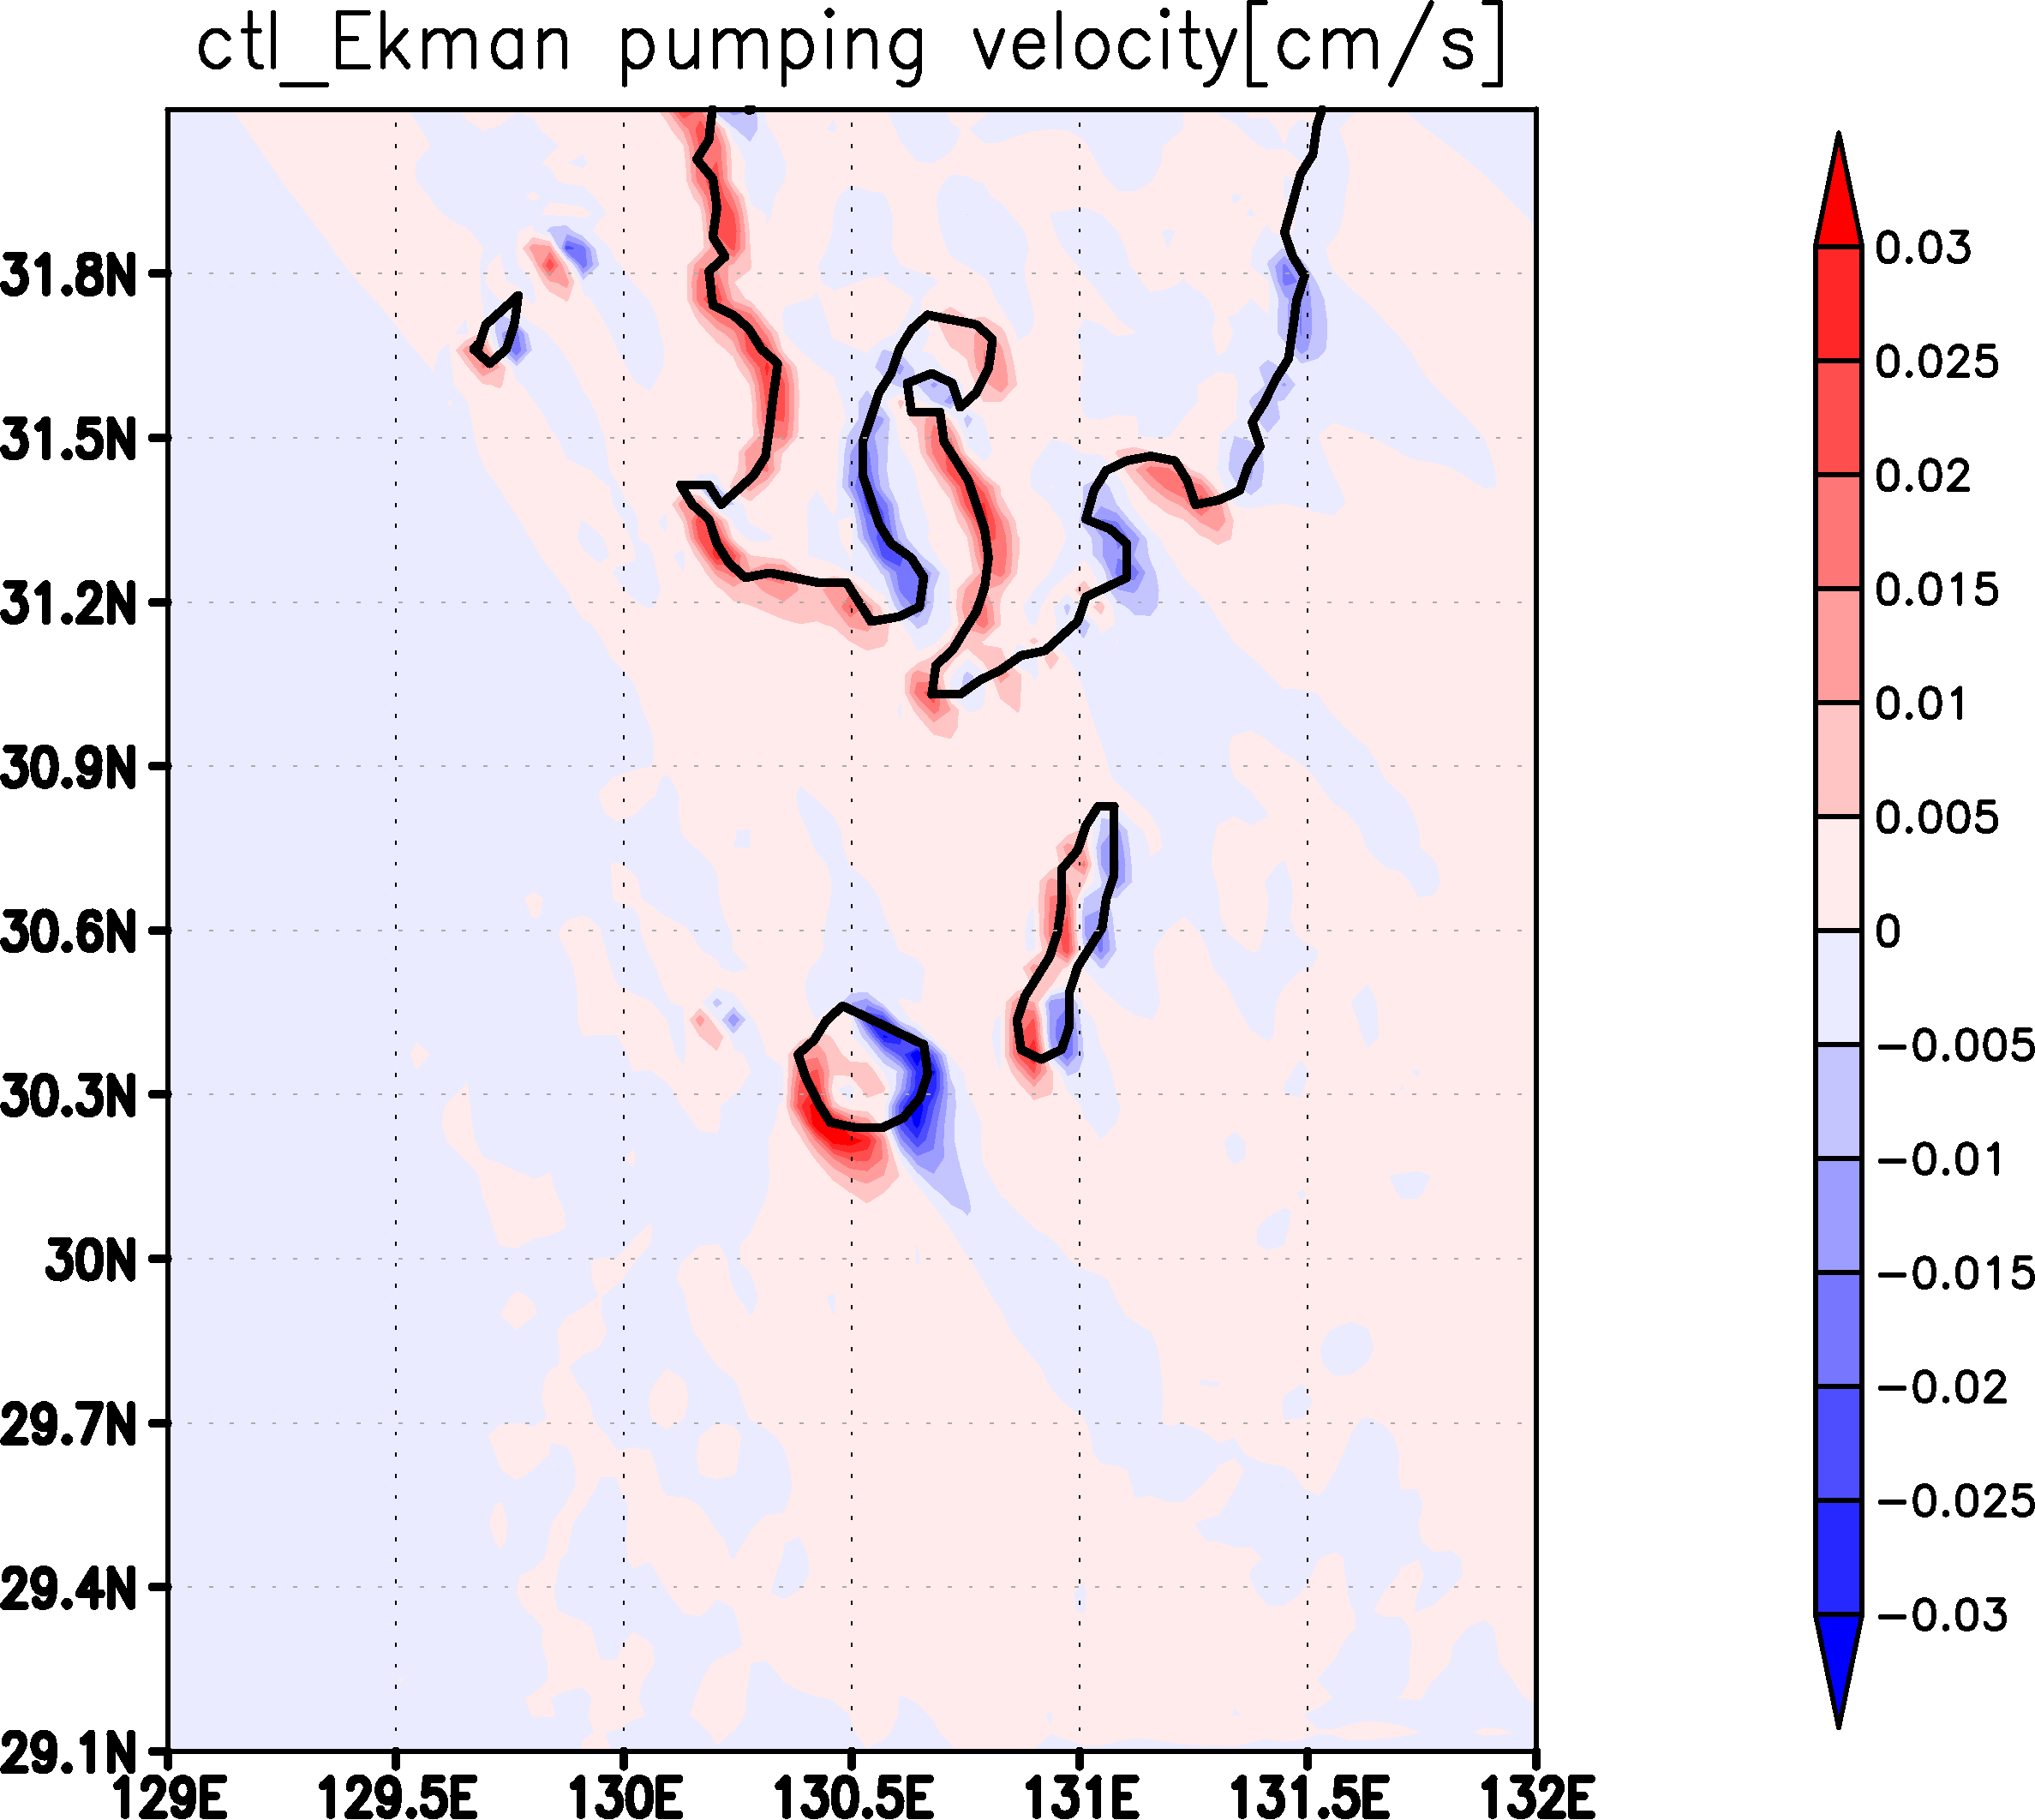 ctl_Ekman pumping velocity[cm/s]
31.8N
31.5N
31.2N
30.9N
30.6N
30.3N
30N
29.7N
29.4N
29.1N
129E 129.5E 130E 130.5E 131E 131.5E 132E
0.03
0.025
0.02
0.015
0.01
0.005
0
−0.005
−0.01
−0.015
−0.02
−0.025
−0.03